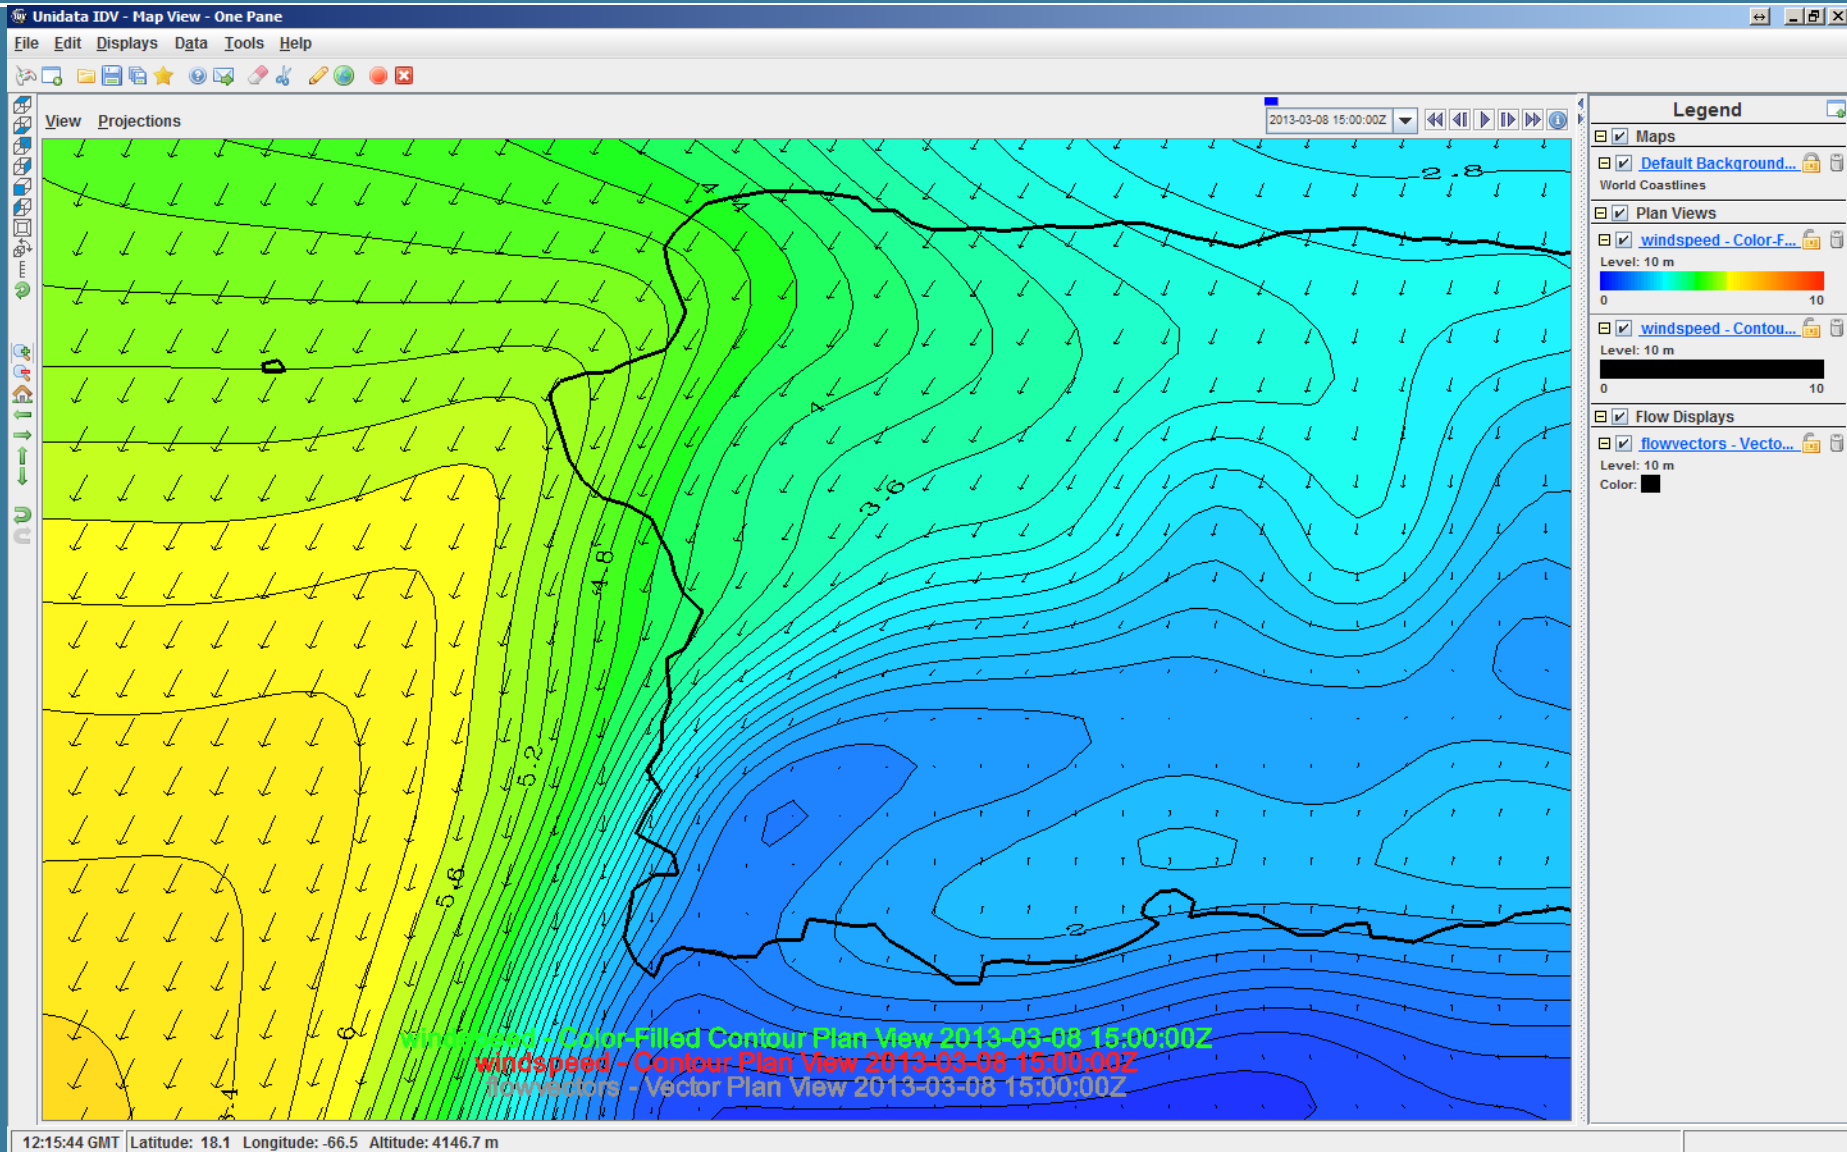 Unidata IDV - Map View - One Pane
File Edit Displays Data Tools Help
View Projections
2013-03-08 15:00:00Z
4
4
2.8
4
3.6
4.8
5.2
5.6
2
6
windspeed - Color-Filled Contour Plan View 2013-03-08 15:00:00Z
windspeed - Contour Plan View 2013-03-08 15:00:00Z
flowvectors - Vector Plan View 2013-03-08 15:00:00Z
Legend
Maps
Default Background...
World Coastlines
Plan Views
windspeed - Color-F...
Level: 10 m
0 10
windspeed - Contou...
Level: 10 m
0 10
Flow Displays
flowvectors - Vecto...
Level: 10 m
Color:
12:15:44 GMT Latitude: 18.1 Longitude: -66.5 Altitude: 4146.7 m